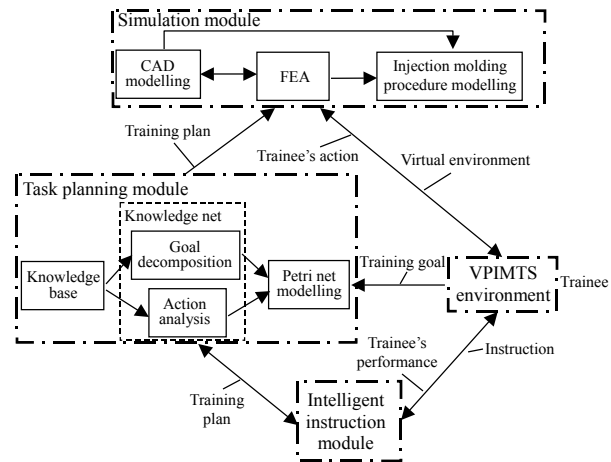 Simulation module
CAD
modelling
FEA
Injection molding
procedure modelling
Training plan
Trainee's action
Virtual environment
Task planning module
Knowledge net
Goal
decomposition
Knowledge
base
Action
analysis
Petri net
modelling
Training goal
VPIMTS
environment
Trainee
Trainee's
performance
Instruction
Training
plan
Intelligent
instruction
module